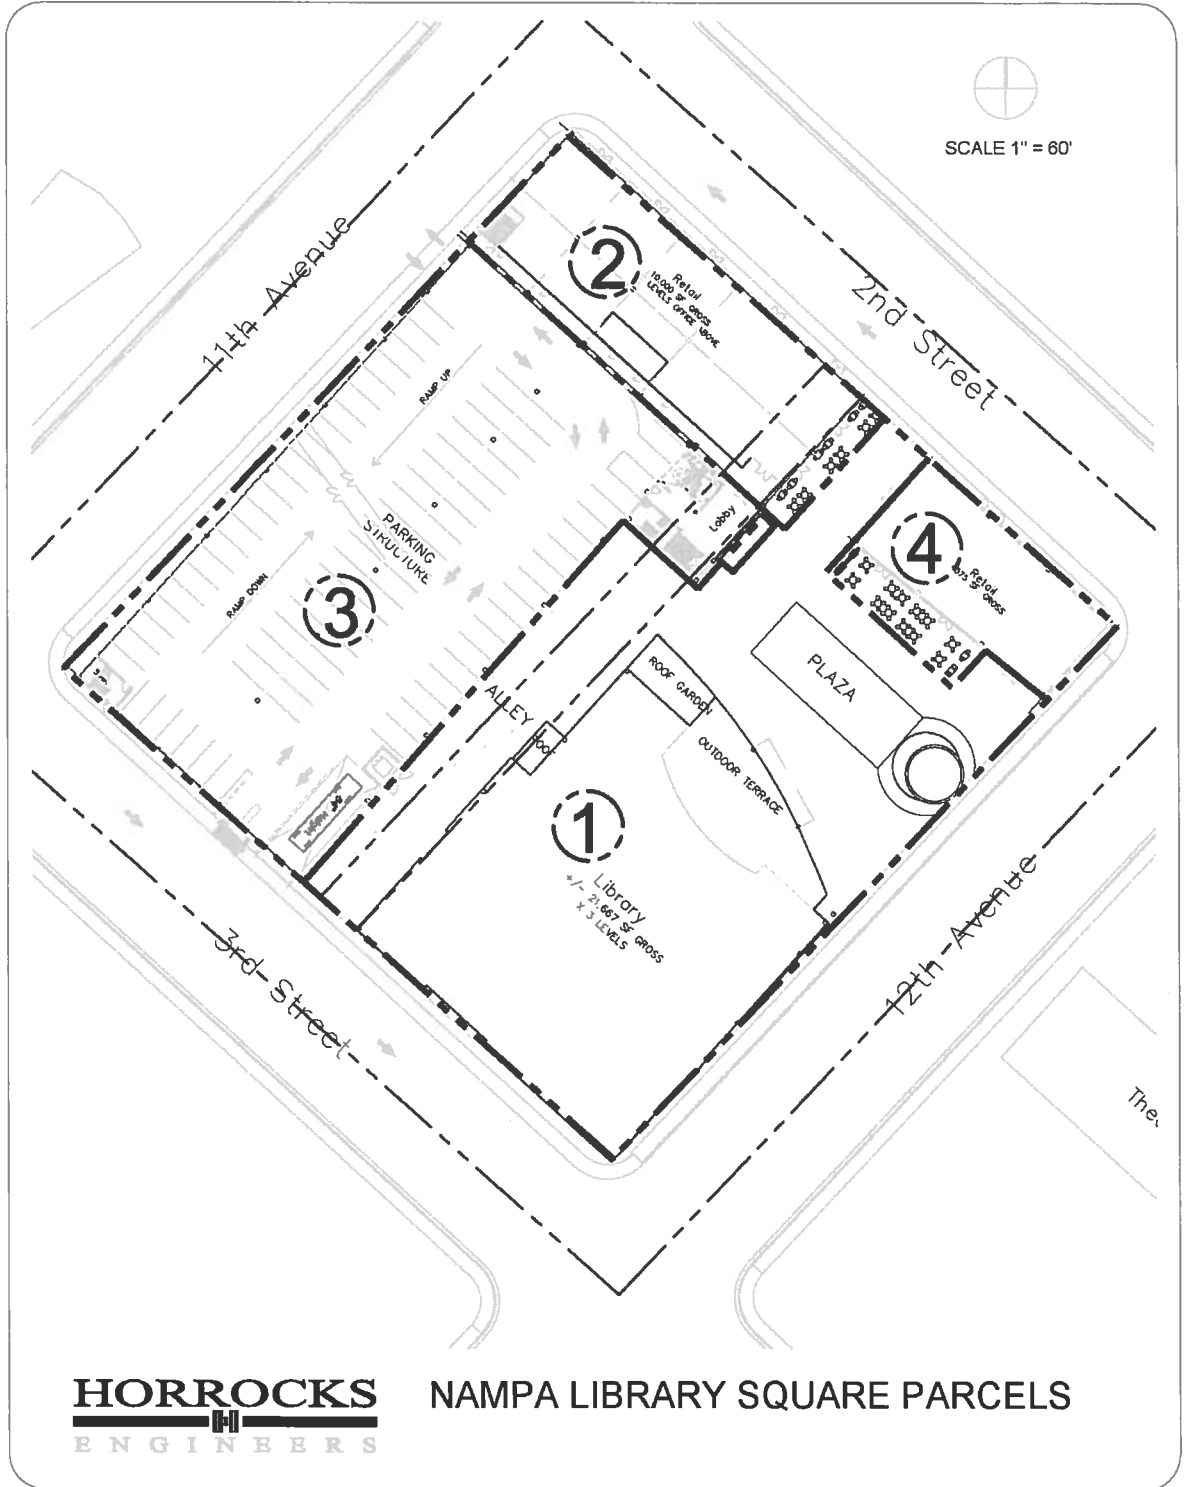 SCALE 1" = 60'
11th Avenue
2nd Street
2
Retail
10,000 SF GROSS
LEVELS OFFICE ABOVE
RAMP UP
PARKING
STRUCTURE
Lobby
4
Retail
SF GROSS
RAMP DOWN
3
ROOF GARDEN
PLAZA
ALLEY
OUTDOOR TERRACE
1
Library
+/- 21,667 SF GROSS
X 3 LEVELS
3rd Street
12th Avenue
HORROCKS
ENGINEERS
NAMPA LIBRARY SQUARE PARCELS